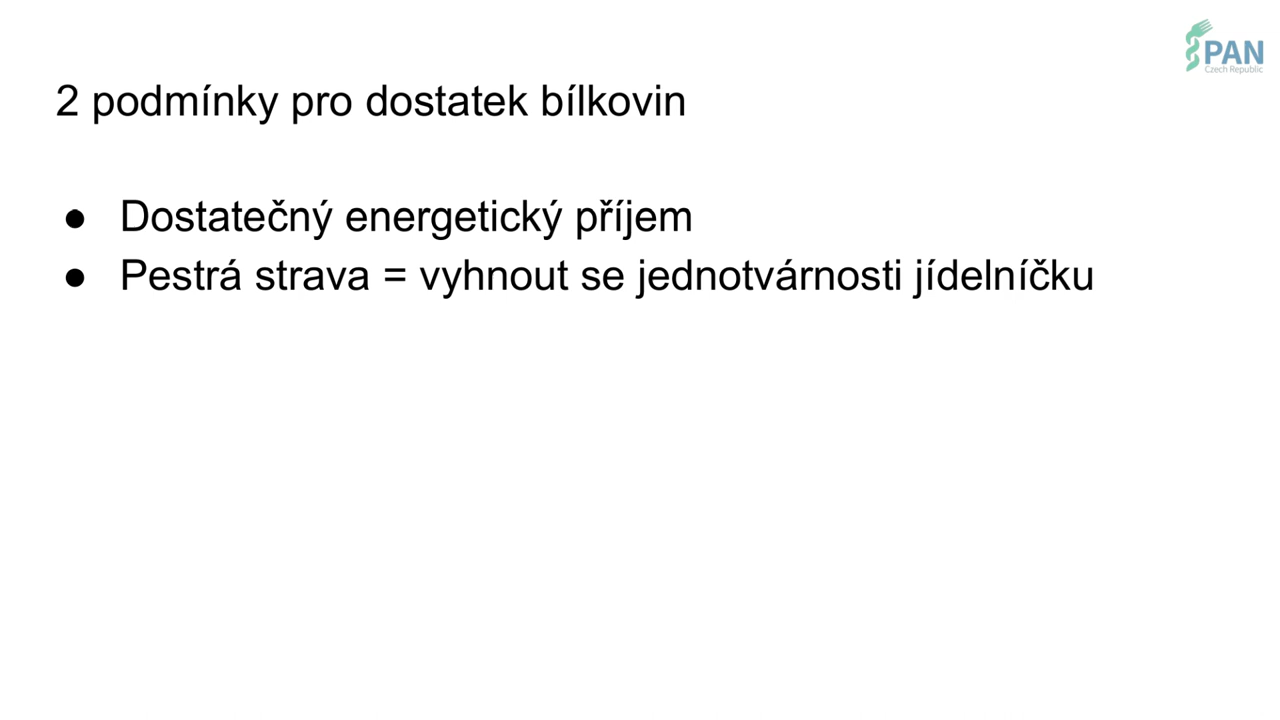 PAN
Czech Republic
2 podmínky pro dostatek bílkovin
● Dostatečný energetický příjem
● Pestrá strava = vyhnout se jednotvárnosti jídelníčku